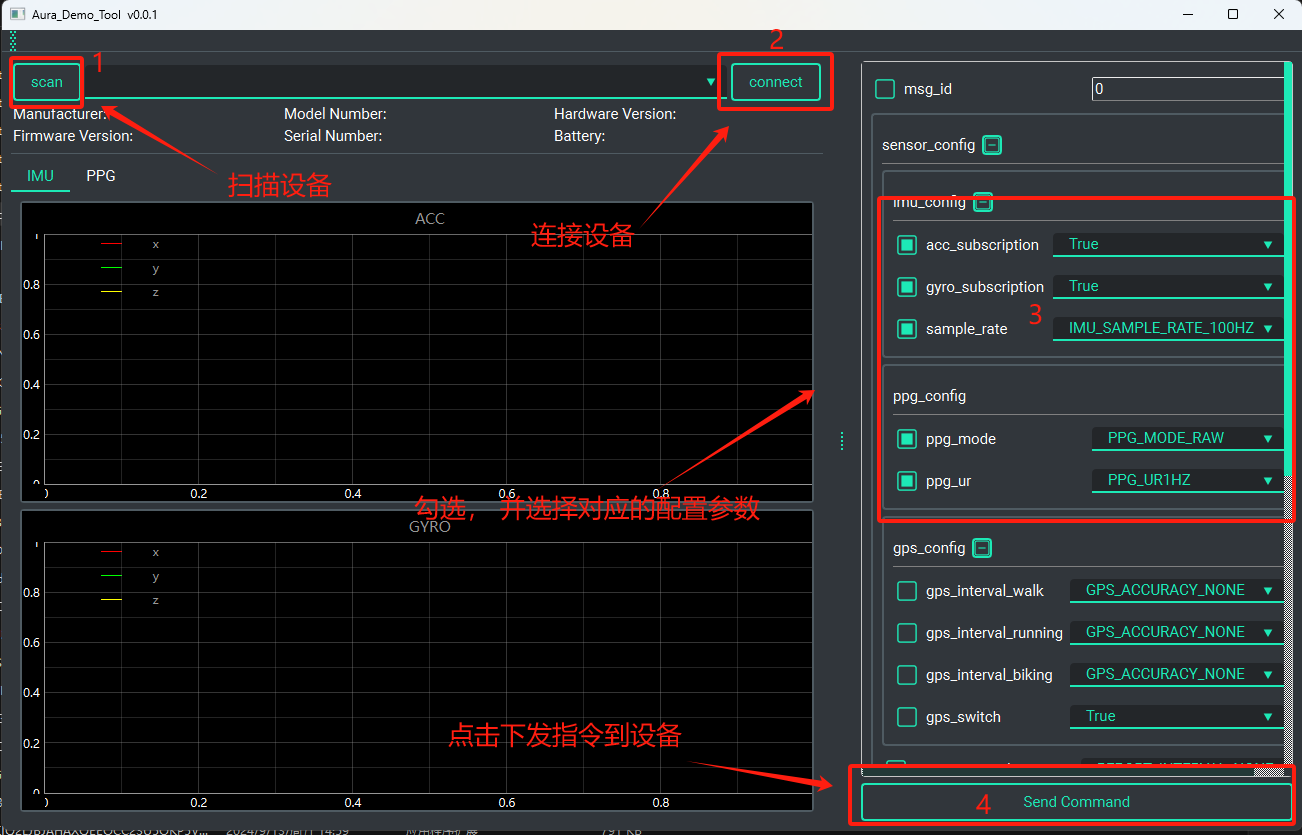 Aura_Demo_Tool v0.0.1
1
2
scan
connect
Manufacturer:
Model Number:
Hardware Version:
Firmware Version:
Serial Number:
Battery:
扫描设备
连接设备
IMU
PPG
ACC
x
y
z
1
0.8
0.6
0.4
0.2
0
0
0.2
0.4
0.6
0.8
勾选， 并选择对应的配置参数
GYRO
x
y
z
1
0.8
0.6
0.4
0.2
0
点击下发指令到设备
0
0.2
0.4
0.6
0.8
msg_id
0
sensor_config
imu_config
acc_subscription
True
gyro_subscription
True
3
sample_rate
IMU_SAMPLE_RATE_100HZ
ppg_config
ppg_mode
PPG_MODE_RAW
ppg_ur
PPG_UR1HZ
gps_config
gps_interval_walk
GPS_ACCURACY_NONE
gps_interval_running
GPS_ACCURACY_NONE
gps_interval_biking
GPS_ACCURACY_NONE
gps_switch
True
4
Send Command